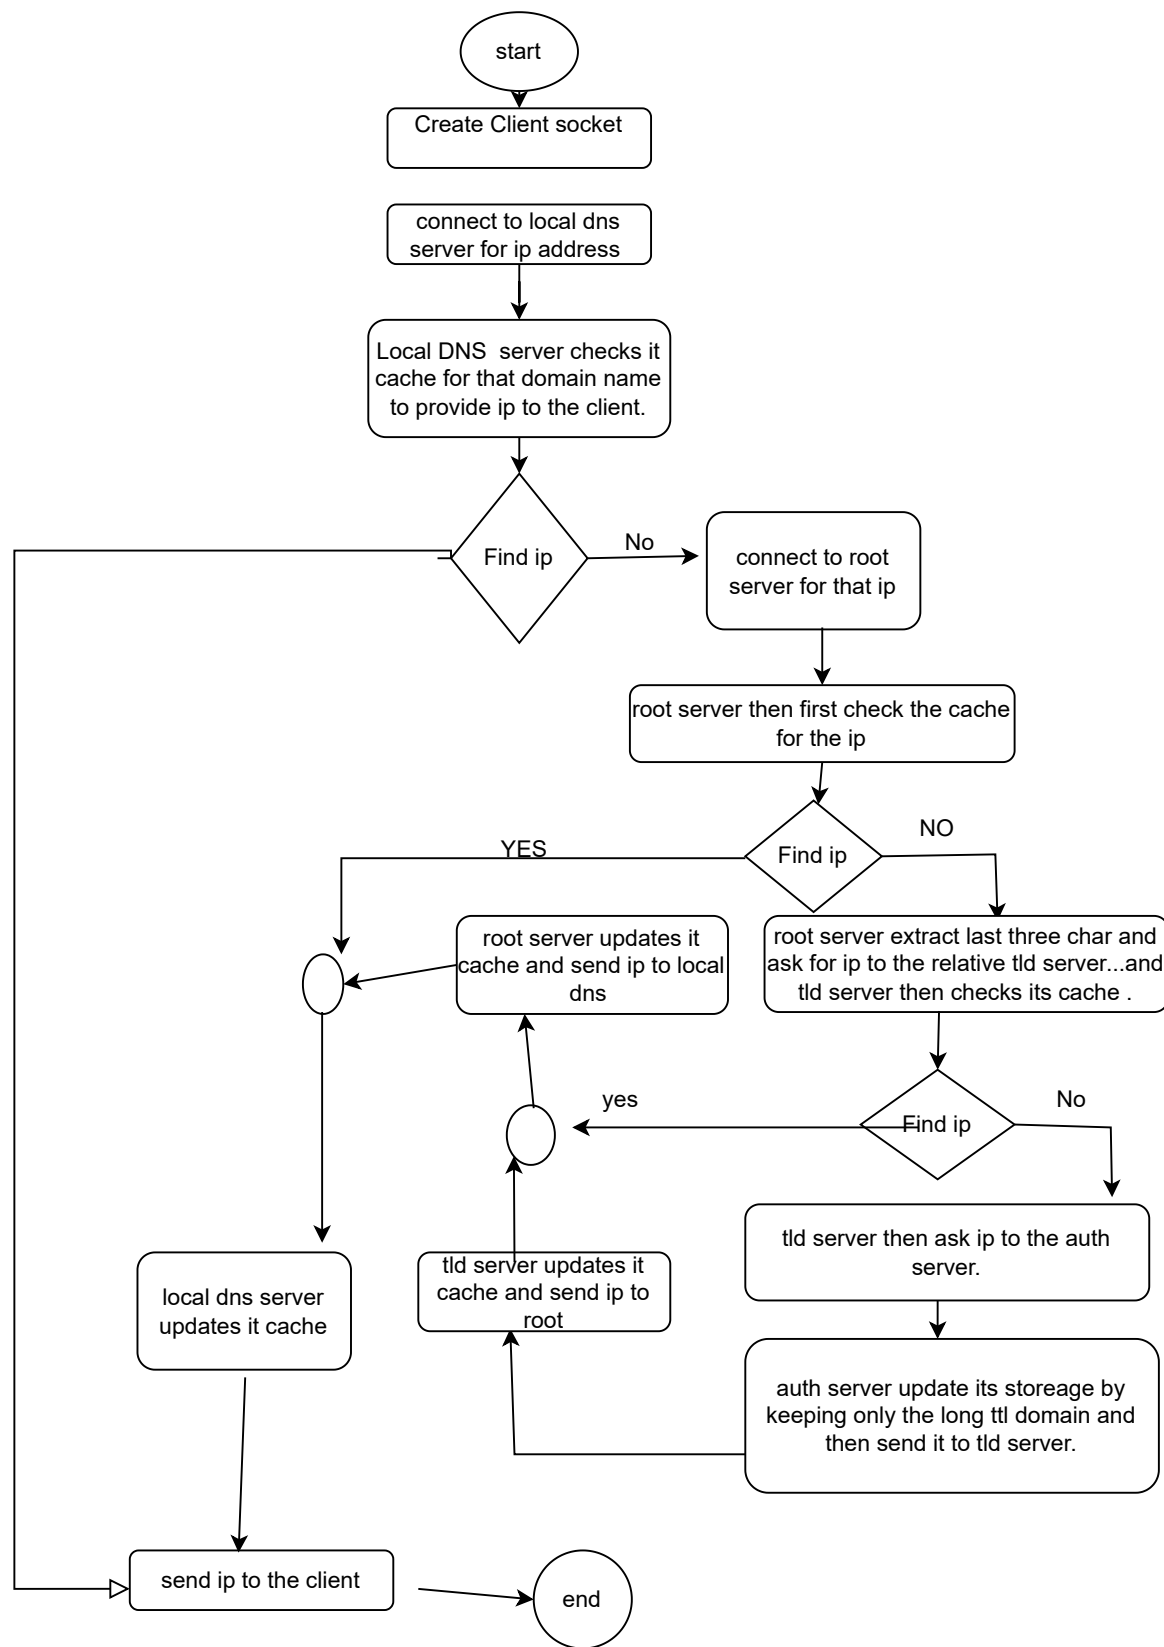 start
Create Client socket
connect to local dns
server for ip address
Local DNS  server checks it
cache for that domain name
to provide ip to the client.
Find ip
No
connect to root
server for that ip
root server then first check the cache
for the ip
Find ip
YES
NO
root server updates it
cache and send ip to local
dns
root server extract last three char and
ask for ip to the relative tld server...and
tld server then checks its cache .
Find ip
yes
No
tld server then ask ip to the auth
server.
tld server updates it
cache and send ip to
root
local dns server
updates it cache
auth server update its storeage by
keeping only the long ttl domain and
then send it to tld server.
send ip to the client
end